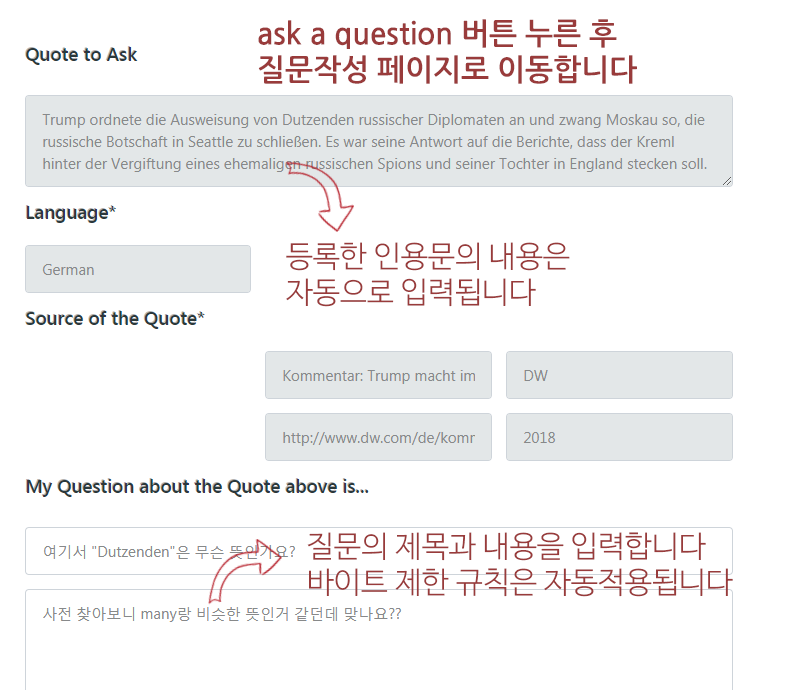 ask a question 버튼 누른 후
질문작성 페이지로 이동합니다
Quote to Ask
Trump ordnete die Ausweisung von Dutzenden russischer Diplomaten an und zwang Moskau so, die
russische Botschaft in Seattle zu schließen. Es war seine Antwort auf die Berichte, dass der Kreml
hinter der Vergiftung eines ehemaligen russischen Spions und seiner Tochter in England stecken soll.
Language*
German
등록한 인용문의 내용은
자동으로 입력됩니다
Source of the Quote*
Kommentar: Trump macht im
DW
http://www.dw.com/de/komr
2018
My Question about the Quote above is...
여기서 "Dutzenden"은 무슨 뜻인가요?
질문의 제목과 내용을 입력합니다
바이트 제한 규칙은 자동적용됩니다
사전 찾아보니 many랑 비슷한 뜻인거 같던데 맞나요??